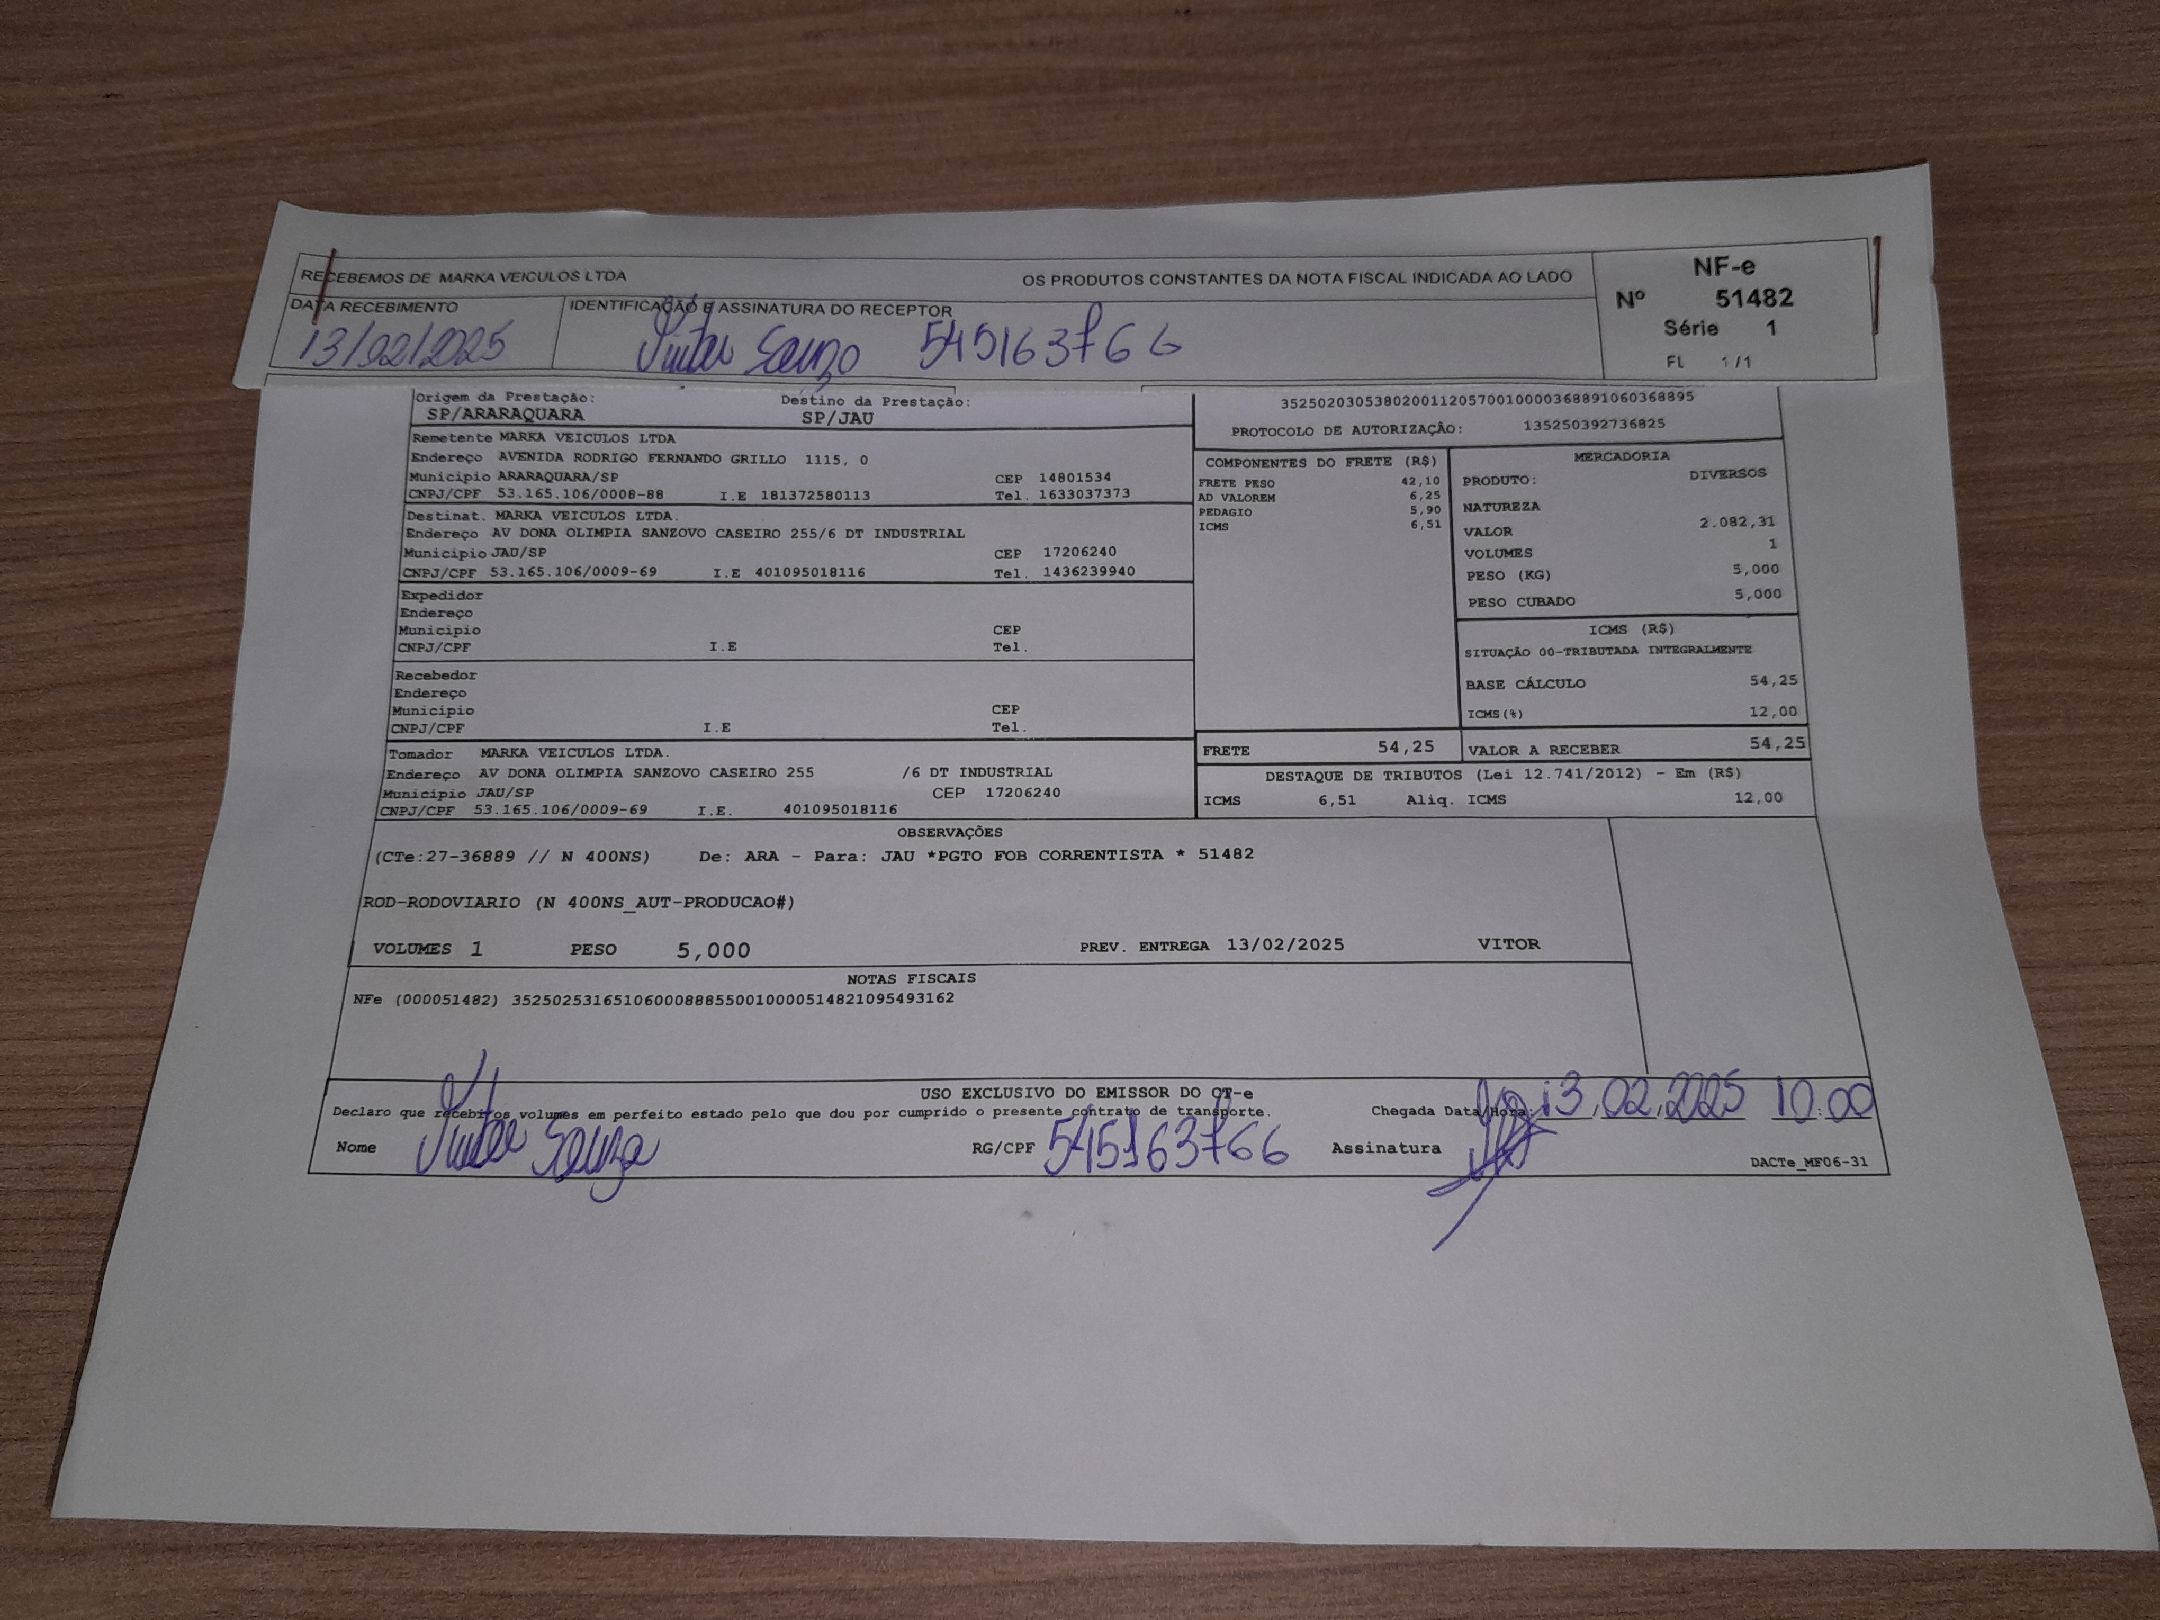 RECEBEMOS DE MARKA VEICULOS LTDA OS PRODUTOS CONSTANTES DA NOTA FISCAL INDICADA AO LADO
NF-e
Nº 51482
Série 1
FL 1/1
DATA RECEBIMENTO IDENTIFICAÇÃO E ASSINATURA DO RECEPTOR
13/02/2025 Vitor Souza 545163766
Origem da Prestação: Destino da Prestação:
SP/ARARAQUARA SP/JAU
35250203053802001120570010000368891060368895
PROTOCOLO DE AUTORIZAÇÃO: 135250392736825
Remetente MARKA VEICULOS LTDA
Endereço AVENIDA RODRIGO FERNANDO GRILLO 1115, 0
Municipio ARARAQUARA/SP CEP 14801534
CNPJ/CPF 53.165.106/0008-88 I.E 181372580113 Tel. 1633037373
Destinat. MARKA VEICULOS LTDA.
Endereço AV DONA OLIMPIA SANZOVO CASEIRO 255/6 DT INDUSTRIAL
Municipio JAU/SP CEP 17206240
CNPJ/CPF 53.165.106/0009-69 I.E 401095018116 Tel. 1436239940
Expedidor
Endereço
Municipio CEP
CNPJ/CPF I.E Tel.
Recebedor
Endereço
Municipio CEP
CNPJ/CPF I.E Tel.
Tomador MARKA VEICULOS LTDA.
Endereço AV DONA OLIMPIA SANZOVO CASEIRO 255 /6 DT INDUSTRIAL
Municipio JAU/SP CEP 17206240
CNPJ/CPF 53.165.106/0009-69 I.E. 401095018116
COMPONENTES DO FRETE (R$)
FRETE PESO 42,10
AD VALOREM 6,25
PEDAGIO 5,90
ICMS 6,51
MERCADORIA
PRODUTO: DIVERSOS
NATUREZA
VALOR 2.082,31
VOLUMES 1
PESO (KG) 5,000
PESO CUBADO 5,000
ICMS (R$)
SITUAÇÃO 00-TRIBUTADA INTEGRALMENTE
BASE CÁLCULO 54,25
ICMS(%) 12,00
FRETE 54,25 VALOR A RECEBER 54,25
DESTAQUE DE TRIBUTOS (Lei 12.741/2012) - Em (R$)
ICMS 6,51 Aliq. ICMS 12,00
OBSERVAÇÕES
(CTe:27-36889 // N 400NS) De: ARA - Para: JAU *PGTO FOB CORRENTISTA * 51482
ROD-RODOVIARIO (N 400NS_AUT-PRODUCAO#)
VOLUMES 1 PESO 5,000 PREV. ENTREGA 13/02/2025 VITOR
NOTAS FISCAIS
NFe (000051482) 35250253165106000888550010000514821095493162
USO EXCLUSIVO DO EMISSOR DO CT-e
Declaro que recebi os volumes em perfeito estado pelo que dou por cumprido o presente contrato de transporte. Chegada Data/Hora: 13/02/2025 10:00
Nome Vitor Souza RG/CPF 545163766 Assinatura
DACTe_MF06-31